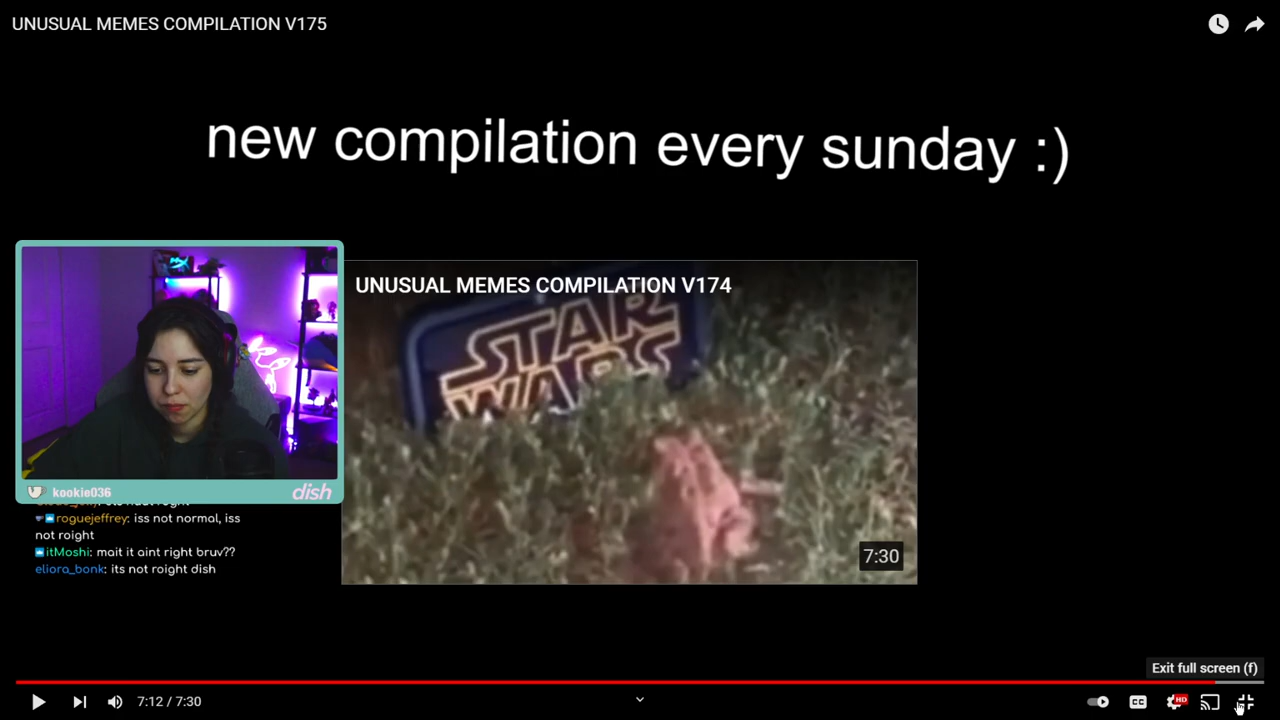 UNUSUAL MEMES COMPILATION V175
new compilation every sunday :)
UNUSUAL MEMES COMPILATION V174
STAR
WARS
7:30
kookie036
dish
roguejeffrey: iss not normal, iss
not roight
itMoshi: mait it aint right bruv??
eliora_bonk: its not roight dish
Exit full screen (f)
7:12 / 7:30
CC
HD